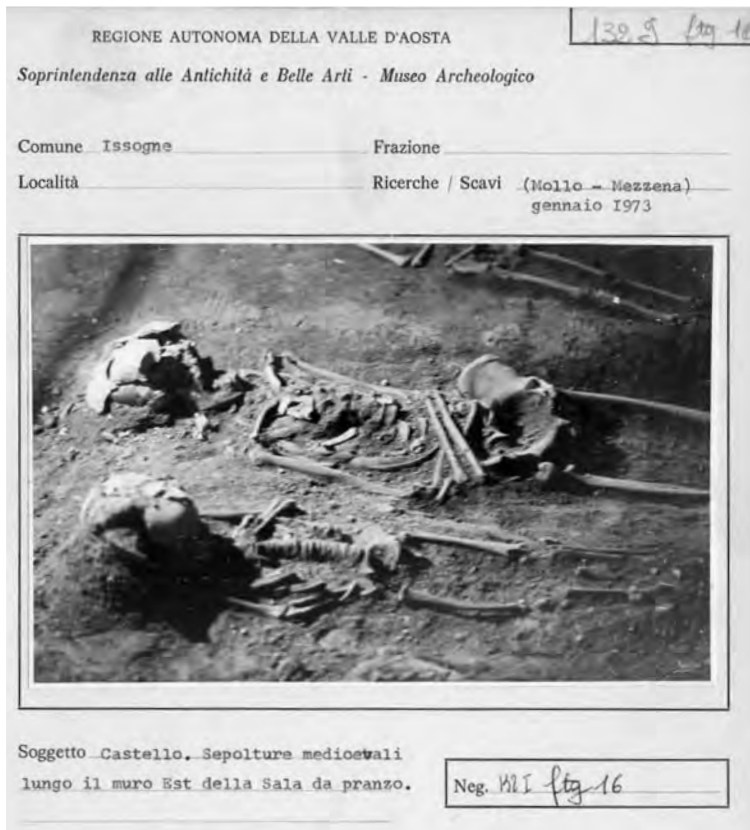 132 9 ftg 16
REGIONE AUTONOMA DELLA VALLE D'AOSTA
Soprintendenza alle Antichità e Belle Arti - Museo Archeologico
Comune Issogne Frazione
Località Ricerche / Scavi (Mollo - Mezzena)
gennaio I973
Soggetto Castello. Sepolture medioevali
lungo il muro Est della Sala da pranzo.
Neg. ftg 16